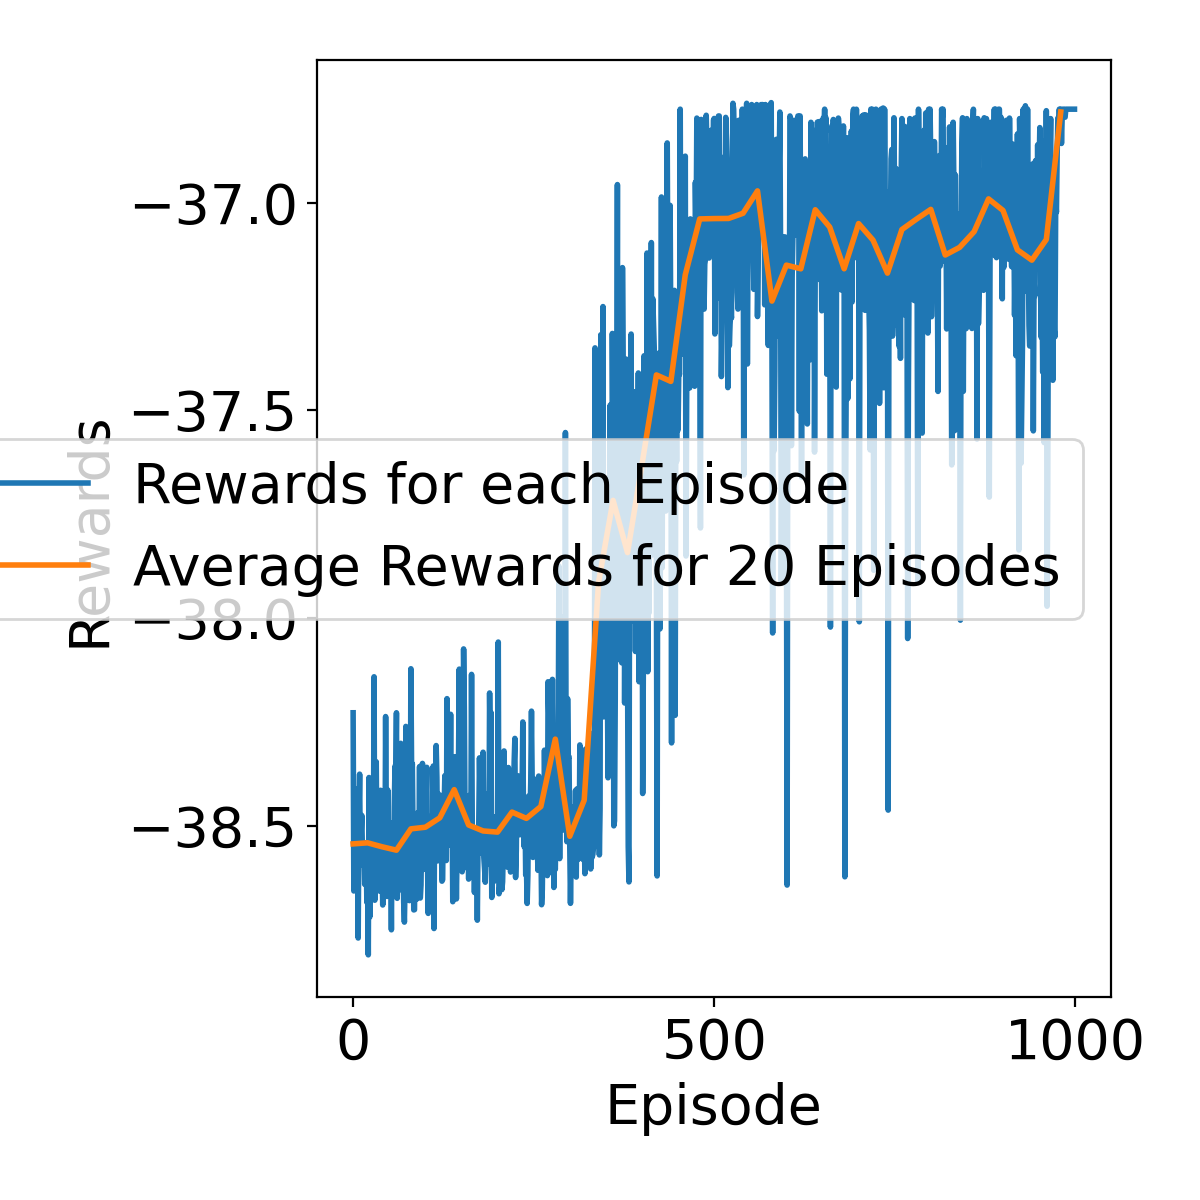 −37.0
−37.5
Rewards
Rewards for each Episode
Average Rewards for 20 Episodes
−38.0
−38.5
0 500 1000
Episode